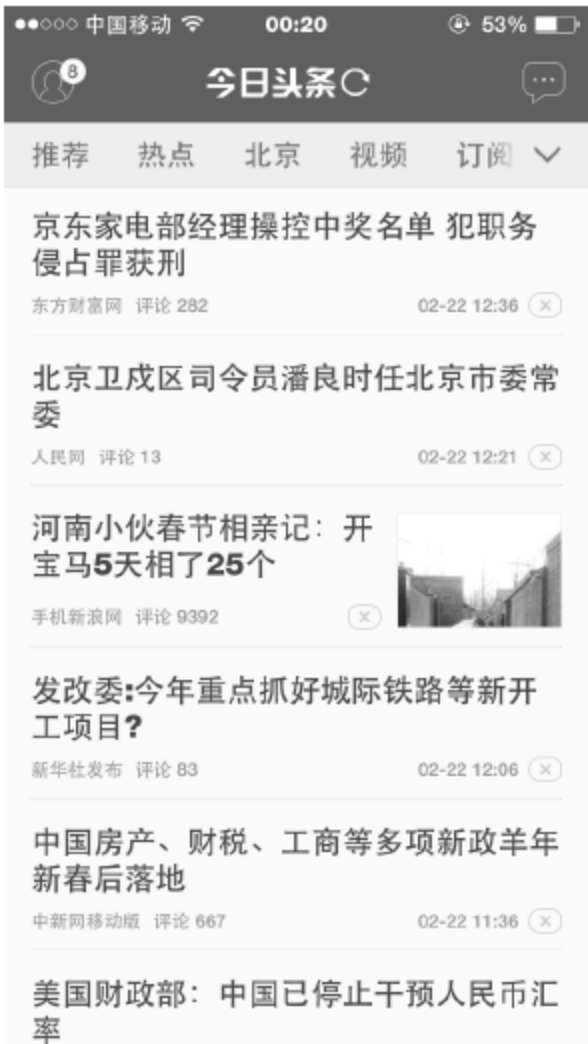 中国移动 00:20 53%
8 今日头条
推荐 热点 北京 视频 订阅
京东家电部经理操控中奖名单 犯职务
侵占罪获刑
东方财富网 评论 282 02-22 12:36
北京卫戍区司令员潘良时任北京市委常
委
人民网 评论 13 02-22 12:21
河南小伙春节相亲记：开
宝马5天相了25个
手机新浪网 评论 9392
发改委:今年重点抓好城际铁路等新开
工项目?
新华社发布 评论 83 02-22 12:06
中国房产、财税、工商等多项新政羊年
新春后落地
中新网移动版 评论 667 02-22 11:36
美国财政部：中国已停止干预人民币汇
率